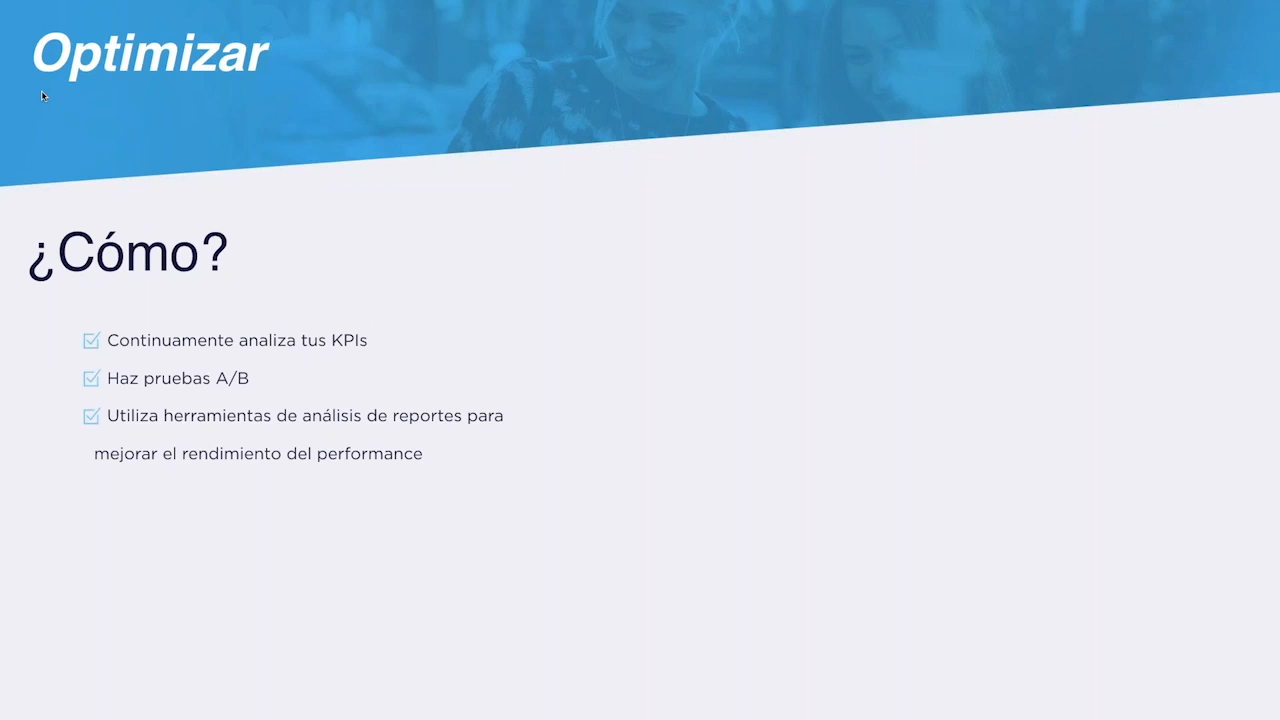 Optimizar
¿Cómo?
Continuamente analiza tus KPIs
Haz pruebas A/B
Utiliza herramientas de análisis de reportes para
mejorar el rendimiento del performance